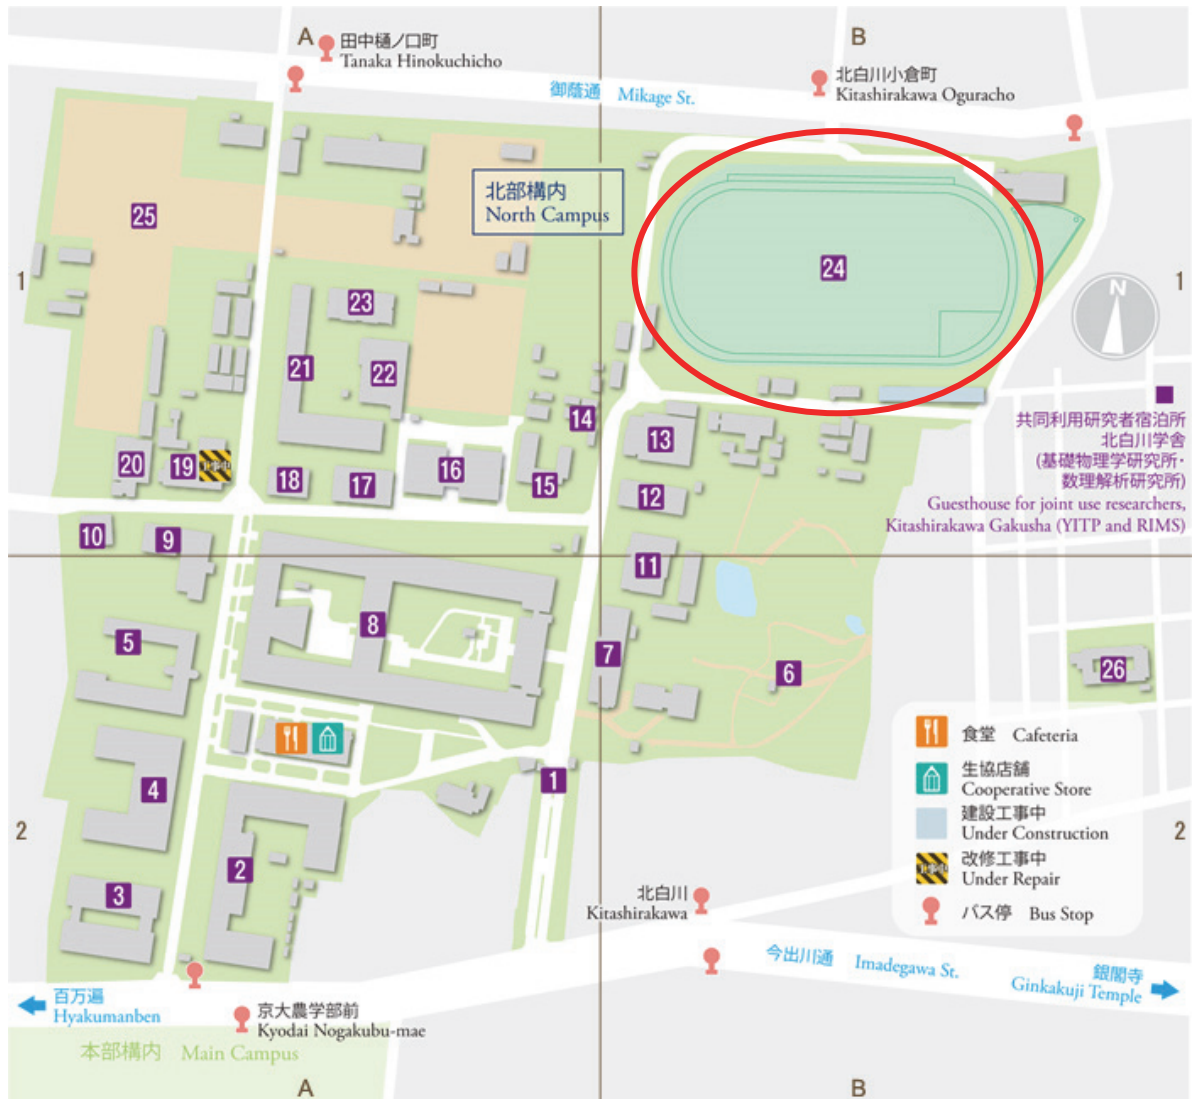 A
B
田中樋ノ口町
Tanaka Hinokuchicho
北白川小倉町
Kitashirakawa Oguracho
御蔭通 Mikage St.
北部構内
North Campus
25
24
1
1
N
23
21
22
14
13
共同利用研究者宿泊所
北白川学舎
(基礎物理学研究所・
数理解析研究所)
Guesthouse for joint use researchers,
Kitashirakawa Gakusha (YITP and RIMS)
20
19
工事中
18
17
16
15
12
10
9
11
8
5
7
6
26
食堂 Cafeteria
生協店舗
Cooperative Store
建設工事中
Under Construction
改修工事中
Under Repair
バス停 Bus Stop
4
1
2
2
2
3
北白川
Kitashirakawa
今出川通 Imadegawa St.
銀閣寺
Ginkakuji Temple
百万遍
Hyakumanben
京大農学部前
Kyodai Nogakubu-mae
本部構内 Main Campus
A
B